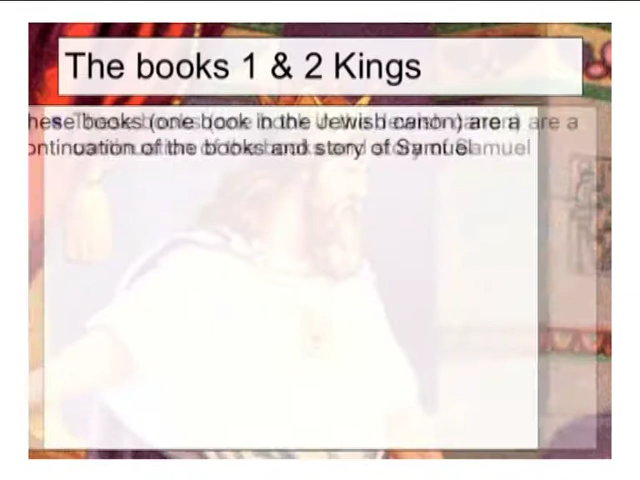 The books 1 & 2 Kings
hese books (one book in the Jewish canon) are a
ontinuation of the books and story of Samuel